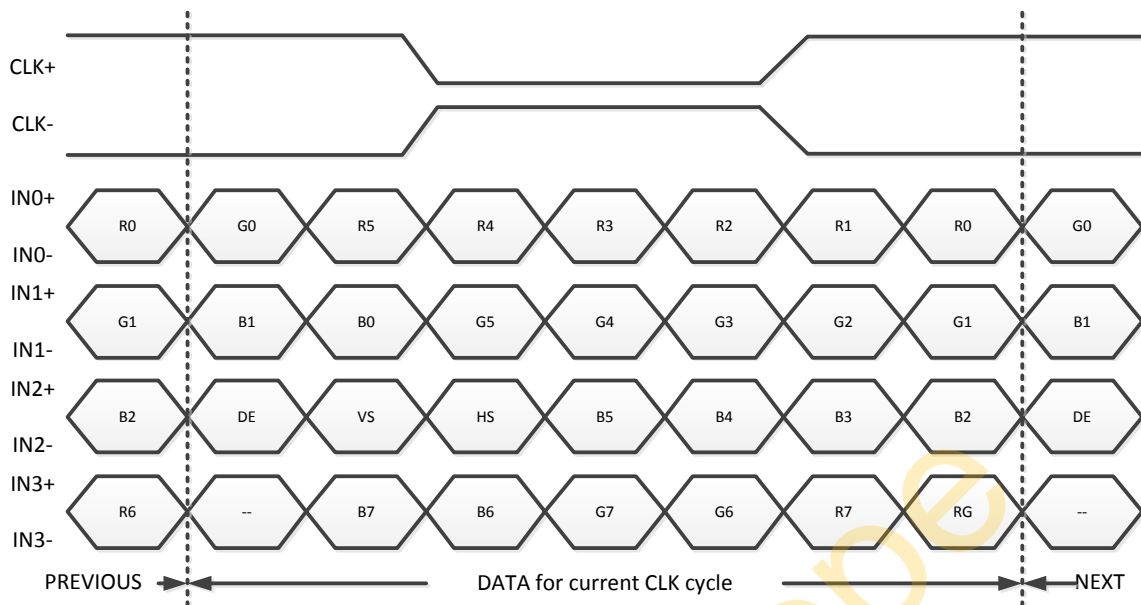 CLK+
CLK-
IN0+
R0 G0 R5 R4 R3 R2 R1 R0 G0
IN0-
IN1+
G1 B1 B0 G5 G4 G3 G2 G1 B1
IN1-
IN2+
B2 DE VS HS B5 B4 B3 B2 DE
IN2-
IN3+
R6 -- B7 B6 G7 G6 R7 RG --
IN3-
PREVIOUS DATA for current CLK cycle NEXT